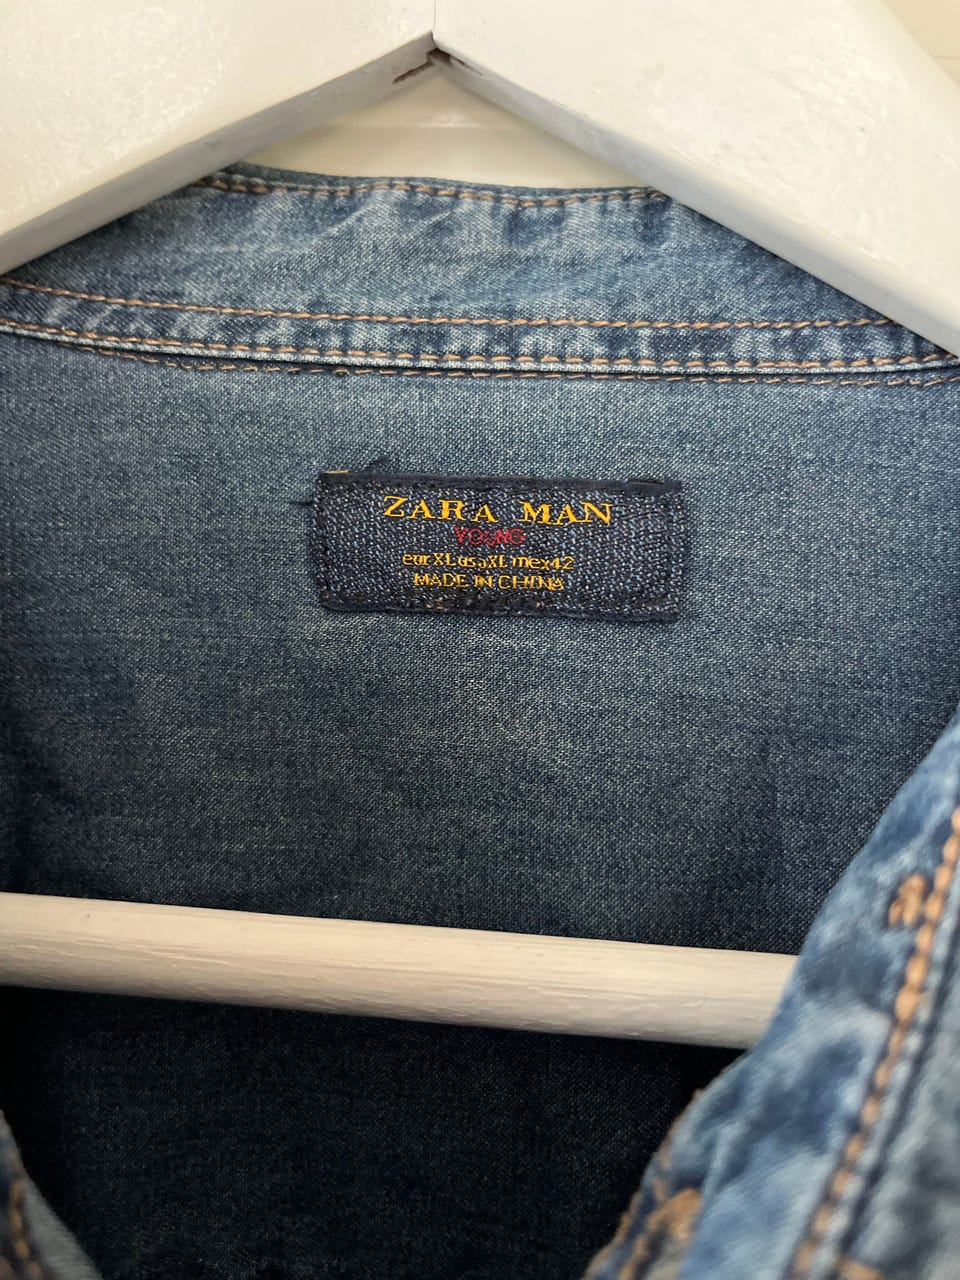 ZARA MAN
YOUNG
eur XL usa XL mex 42
MADE IN CHINA